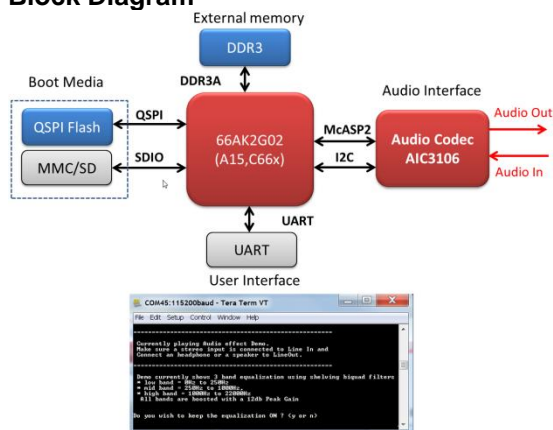 Block Diagram
External memory
DDR3
DDR3A
Boot Media
Audio Interface
QSPI Flash
QSPI
MMC/SD
SDIO
66AK2G02
(A15,C66x)
McASP2
I2C
Audio Codec
AIC3106
Audio Out
Audio In
UART
UART
User Interface
COM45:115200baud - Tera Term VT
File Edit Setup Control Window Help
Currently playing Audio effect Demo.
Make sure a stereo input is connected to Line In and
Connect an headphone or a speaker to LineOut.
Demo currently shows 3 band equalization using shelving biquad filters
* low band = 0Hz to 250Hz
* mid band = 250Hz to 1000Hz,
* high band = 1000Hz to 22000Hz
All bands are boosted with a 12db Peak Gain
Do you wish to keep the equalization ON ? (y or n)